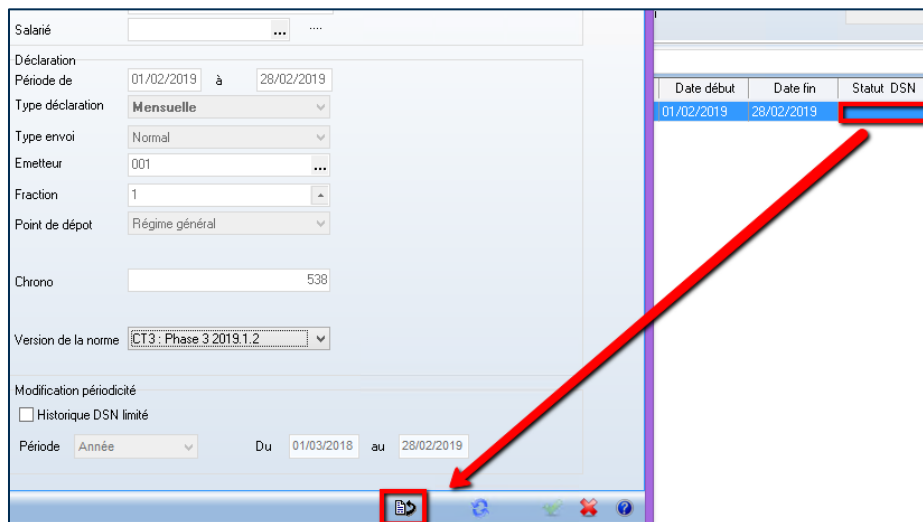 Salarié ... ....
Déclaration
Période de 01/02/2019 à 28/02/2019
Type déclaration Mensuelle
Type envoi Normal
Emetteur 001 ...
Fraction 1
Point de dépot Régime général
Chrono 538
Version de la norme CT3 : Phase 3 2019.1.2
Modification périodicité
Historique DSN limité
Période Année Du 01/03/2018 au 28/02/2019
Date début Date fin Statut DSN
01/02/2019 28/02/2019